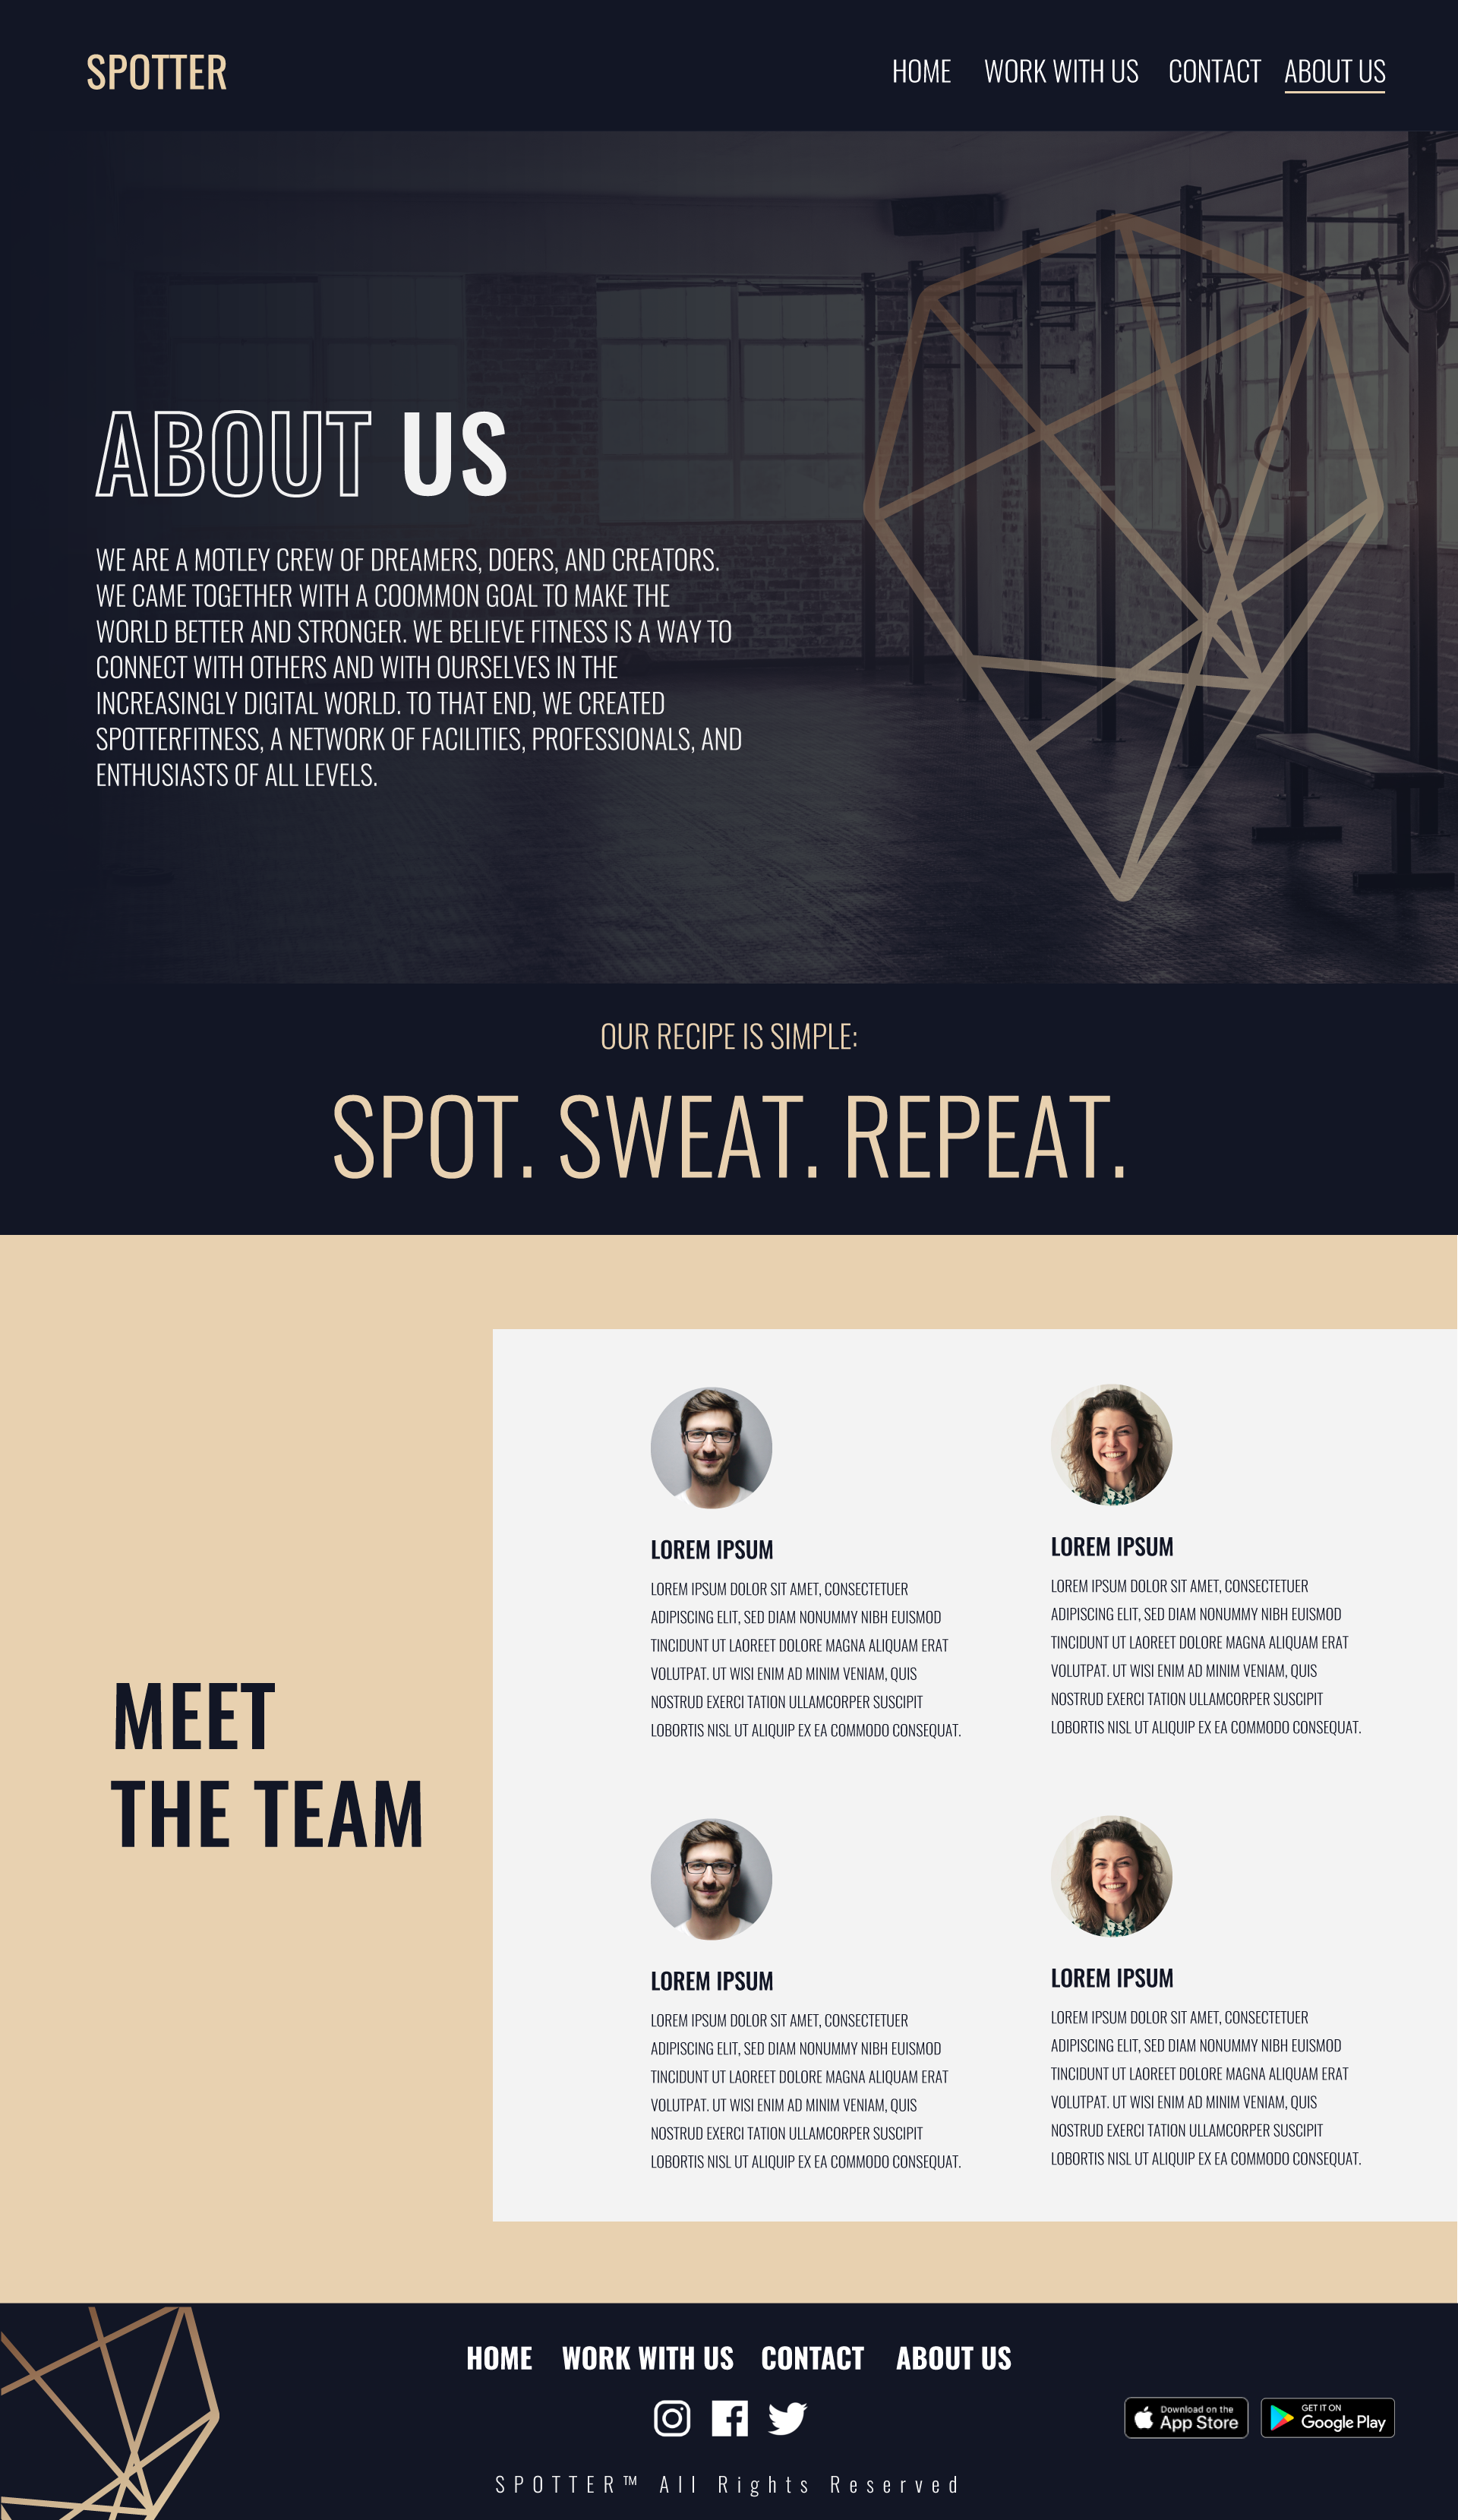 SPOTTER
HOME WORK WITH US CONTACT ABOUT US
ABOUT US
WE ARE A MOTLEY CREW OF DREAMERS, DOERS, AND CREATORS.
WE CAME TOGETHER WITH A COOMMON GOAL TO MAKE THE
WORLD BETTER AND STRONGER. WE BELIEVE FITNESS IS A WAY TO
CONNECT WITH OTHERS AND WITH OURSELVES IN THE
INCREASINGLY DIGITAL WORLD. TO THAT END, WE CREATED
SPOTTERFITNESS, A NETWORK OF FACILITIES, PROFESSIONALS, AND
ENTHUSIASTS OF ALL LEVELS.
OUR RECIPE IS SIMPLE:
SPOT. SWEAT. REPEAT.
MEET
THE TEAM
LOREM IPSUM
LOREM IPSUM DOLOR SIT AMET, CONSECTETUER
ADIPISCING ELIT, SED DIAM NONUMMY NIBH EUISMOD
TINCIDUNT UT LAOREET DOLORE MAGNA ALIQUAM ERAT
VOLUTPAT. UT WISI ENIM AD MINIM VENIAM, QUIS
NOSTRUD EXERCI TATION ULLAMCORPER SUSCIPIT
LOBORTIS NISL UT ALIQUIP EX EA COMMODO CONSEQUAT.
LOREM IPSUM
LOREM IPSUM DOLOR SIT AMET, CONSECTETUER
ADIPISCING ELIT, SED DIAM NONUMMY NIBH EUISMOD
TINCIDUNT UT LAOREET DOLORE MAGNA ALIQUAM ERAT
VOLUTPAT. UT WISI ENIM AD MINIM VENIAM, QUIS
NOSTRUD EXERCI TATION ULLAMCORPER SUSCIPIT
LOBORTIS NISL UT ALIQUIP EX EA COMMODO CONSEQUAT.
LOREM IPSUM
LOREM IPSUM DOLOR SIT AMET, CONSECTETUER
ADIPISCING ELIT, SED DIAM NONUMMY NIBH EUISMOD
TINCIDUNT UT LAOREET DOLORE MAGNA ALIQUAM ERAT
VOLUTPAT. UT WISI ENIM AD MINIM VENIAM, QUIS
NOSTRUD EXERCI TATION ULLAMCORPER SUSCIPIT
LOBORTIS NISL UT ALIQUIP EX EA COMMODO CONSEQUAT.
LOREM IPSUM
LOREM IPSUM DOLOR SIT AMET, CONSECTETUER
ADIPISCING ELIT, SED DIAM NONUMMY NIBH EUISMOD
TINCIDUNT UT LAOREET DOLORE MAGNA ALIQUAM ERAT
VOLUTPAT. UT WISI ENIM AD MINIM VENIAM, QUIS
NOSTRUD EXERCI TATION ULLAMCORPER SUSCIPIT
LOBORTIS NISL UT ALIQUIP EX EA COMMODO CONSEQUAT.
HOME WORK WITH US CONTACT ABOUT US
Download on the
App Store
GET IT ON
Google Play
SPOTTER™ All Rights Reserved